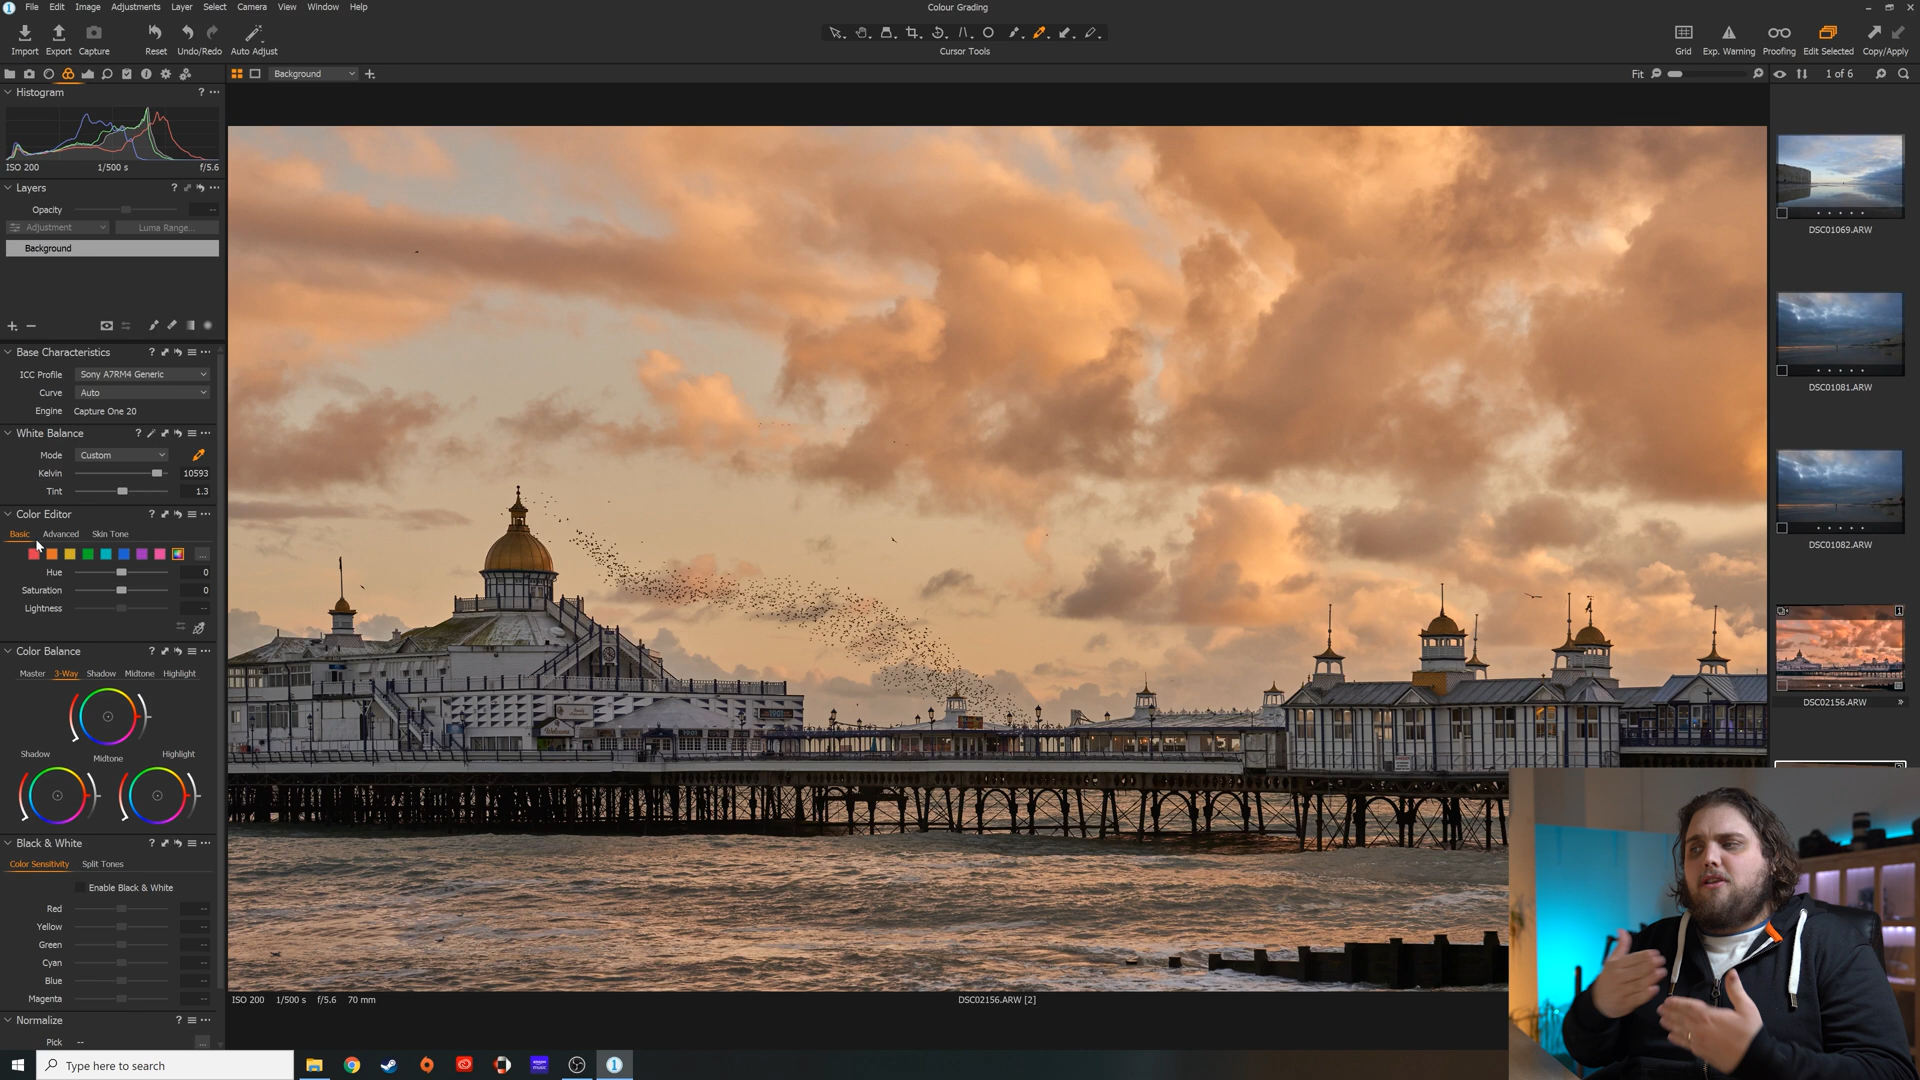 File Edit Image Adjustments Layer Select Camera View Window Help
Colour Grading
Import Export Capture Reset Undo/Redo Auto Adjust
Cursor Tools
Grid Exp. Warning Proofing Edit Selected Copy/Apply
Background
Fit
1 of 6
Histogram
ISO 200 1/500 s f/5.6
Layers
Opacity --
Adjustment Luma Range...
Background
Base Characteristics
ICC Profile Sony A7RM4 Generic
Curve Auto
Engine Capture One 20
White Balance
Mode Custom
Kelvin 10593
Tint 1.3
Color Editor
Basic Advanced Skin Tone
Hue 0
Saturation 0
Lightness --
Color Balance
Master 3-Way Shadow Midtone Highlight
Shadow Highlight
Midtone
Black & White
Color Sensitivity Split Tones
Enable Black & White
Red --
Yellow --
Green --
Cyan --
Blue --
Magenta --
Normalize
Pick --
ISO 200 1/500 s f/5.6 70 mm
DSC02156.ARW [2]
DSC01069.ARW
DSC01081.ARW
DSC01082.ARW
1
DSC02156.ARW
Type here to search
amazon music